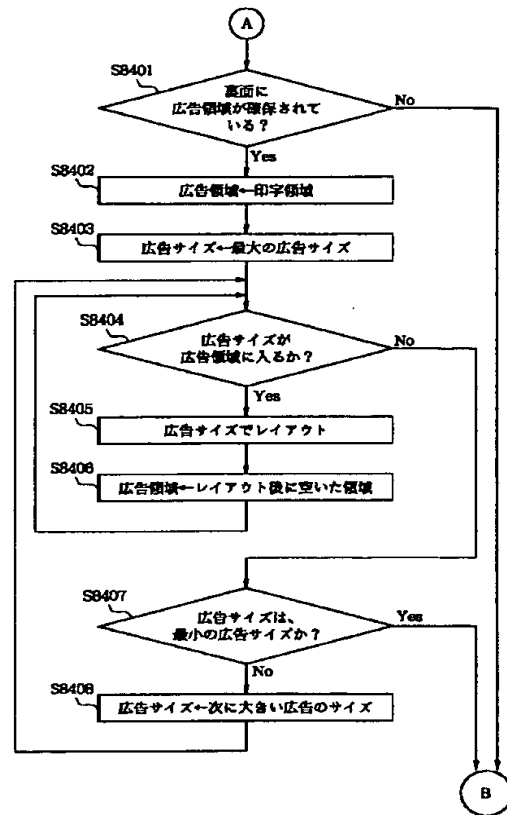 A
S8401
裏面に
広告領域が確保されて
いる？
No
Yes
S8402
広告領域←印字領域
S8403
広告サイズ←最大の広告サイズ
S8404
広告サイズが
広告領域に入るか？
No
Yes
S8405
広告サイズでレイアウト
S8406
広告領域←レイアウト後に空いた領域
S8407
広告サイズは、
最小の広告サイズか？
Yes
No
S8408
広告サイズ←次に大きい広告のサイズ
B